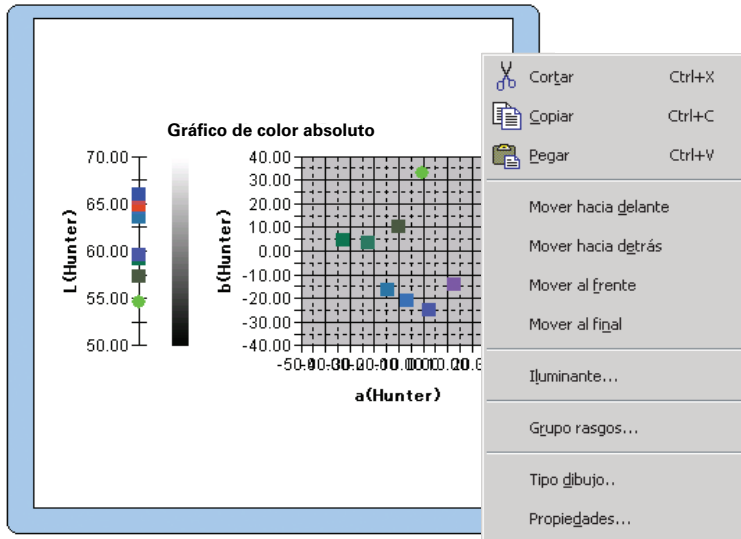 Gráfico de color absoluto
70.00
65.00
60.00
55.00
50.00
L(Hunter)
40.00
30.00
20.00
10.00
0.00
-10.00
-20.00
-30.00
-40.00
b(Hunter)
a(Hunter)
Cortar Ctrl+X
Copiar Ctrl+C
Pegar Ctrl+V
Mover hacia delante
Mover hacia detrás
Mover al frente
Mover al final
Iluminante...
Grupo rasgos...
Tipo dibujo..
Propiedades...